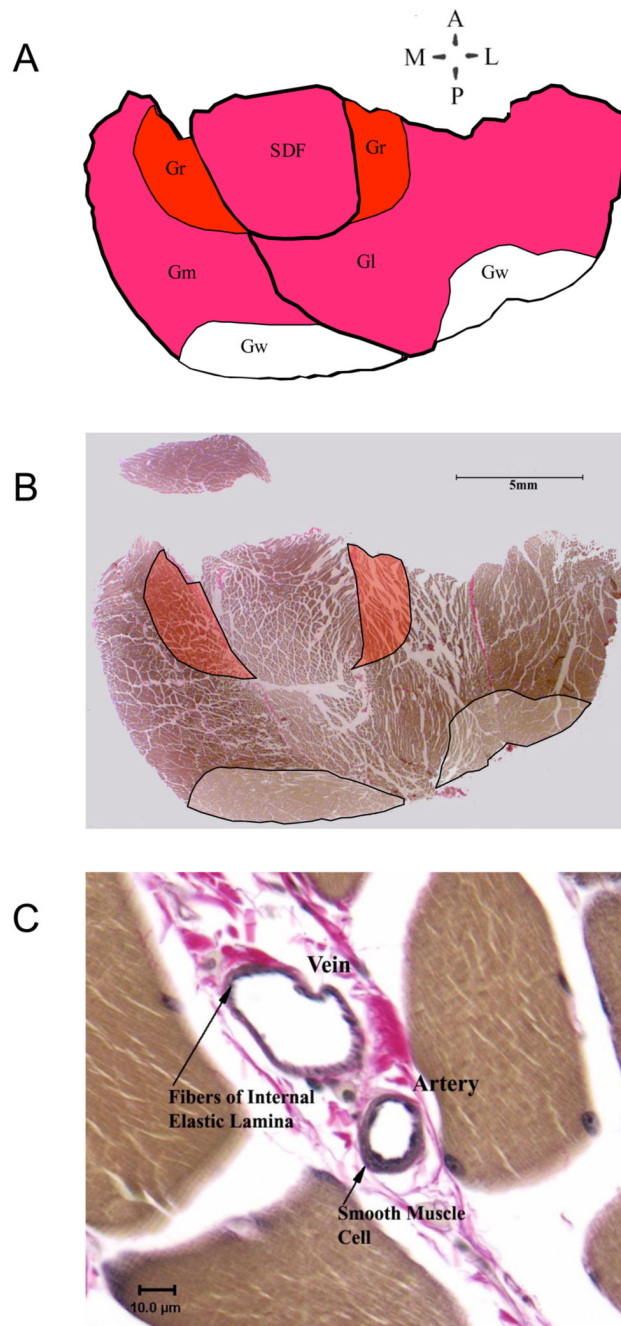 A
A
M L
P
SDF
Gr
Gr
Gm
Gl
Gw
Gw
B
5mm
C
Vein
Fibers of Internal
Elastic Lamina
Artery
Smooth Muscle
Cell
10.0 µm